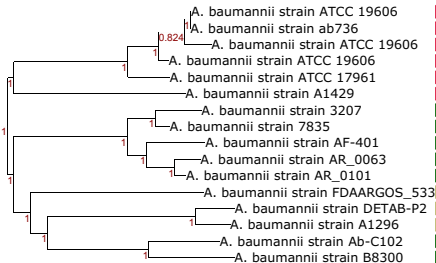 A. baumannii strain ATCC 19606
A. baumannii strain ab736
0.824
A. baumannii strain ATCC 19606
1
A. baumannii strain ATCC 19606
1
A. baumannii strain ATCC 17961
1
A. baumannii strain A1429
1
A. baumannii strain 3207
1
A. baumannii strain 7835
1
A. baumannii strain AF-401
1
A. baumannii strain AR_0063
1
A. baumannii strain AR_0101
1
A. baumannii strain FDAARGOS_533
1
A. baumannii strain DETAB-P2
1
A. baumannii strain A1296
1
A. baumannii strain Ab-C102
1
A. baumannii strain B8300
1